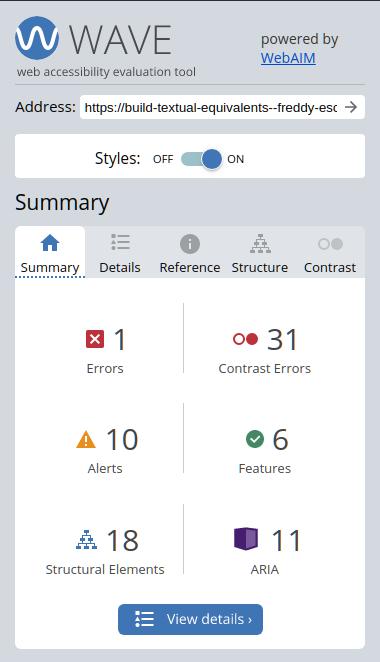 WAVE
powered by
WebAIM
web accessibility evaluation tool
Address: https://build-textual-equivalents--freddy-esc
Styles: OFF ON
Summary
Summary Details Reference Structure Contrast
1 31
Errors Contrast Errors
10 6
Alerts Features
18 11
Structural Elements ARIA
View details ›